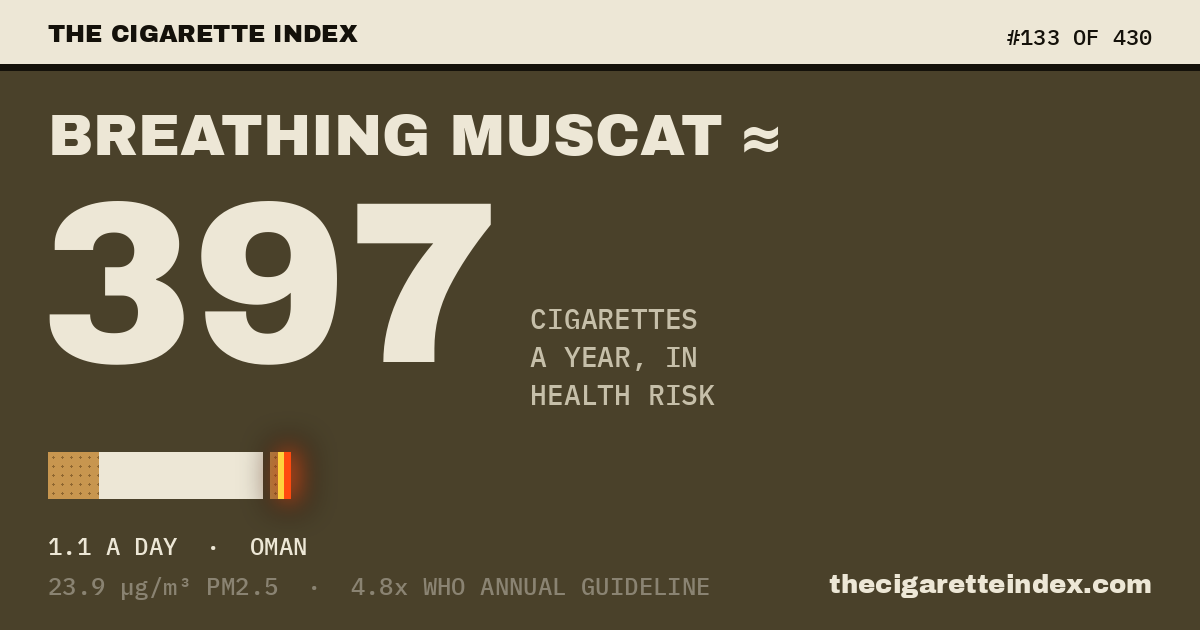 THE CIGARETTE INDEX
#133 OF 430
BREATHING MUSCAT ≈
397
CIGARETTES
A YEAR, IN
HEALTH RISK
1.1 A DAY · OMAN
23.9 µg/m³ PM2.5 · 4.8x WHO ANNUAL GUIDELINE
thecigaretteindex.com